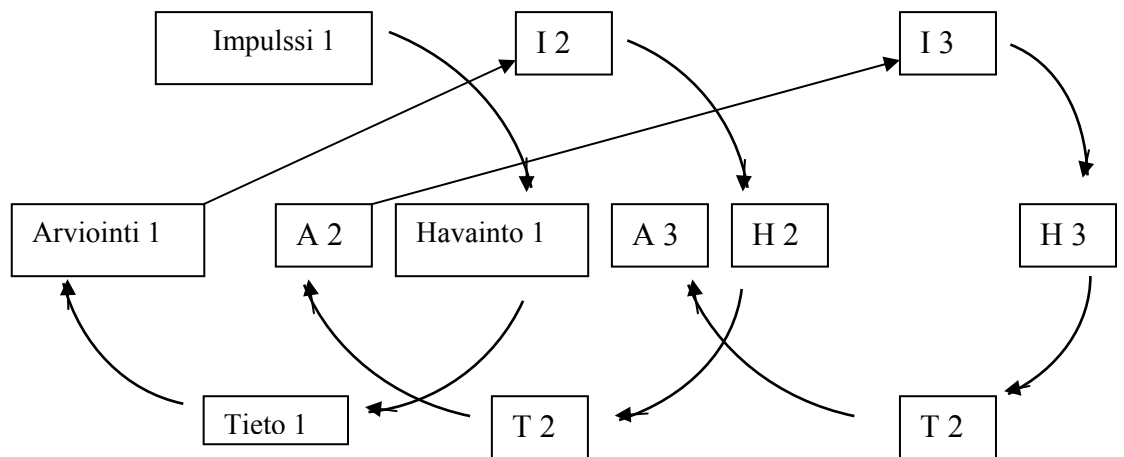 Impulssi 1
I 2
I 3
Arviointi 1
A 2
Havainto 1
A 3
H 2
H 3
Tieto 1
T 2
T 2